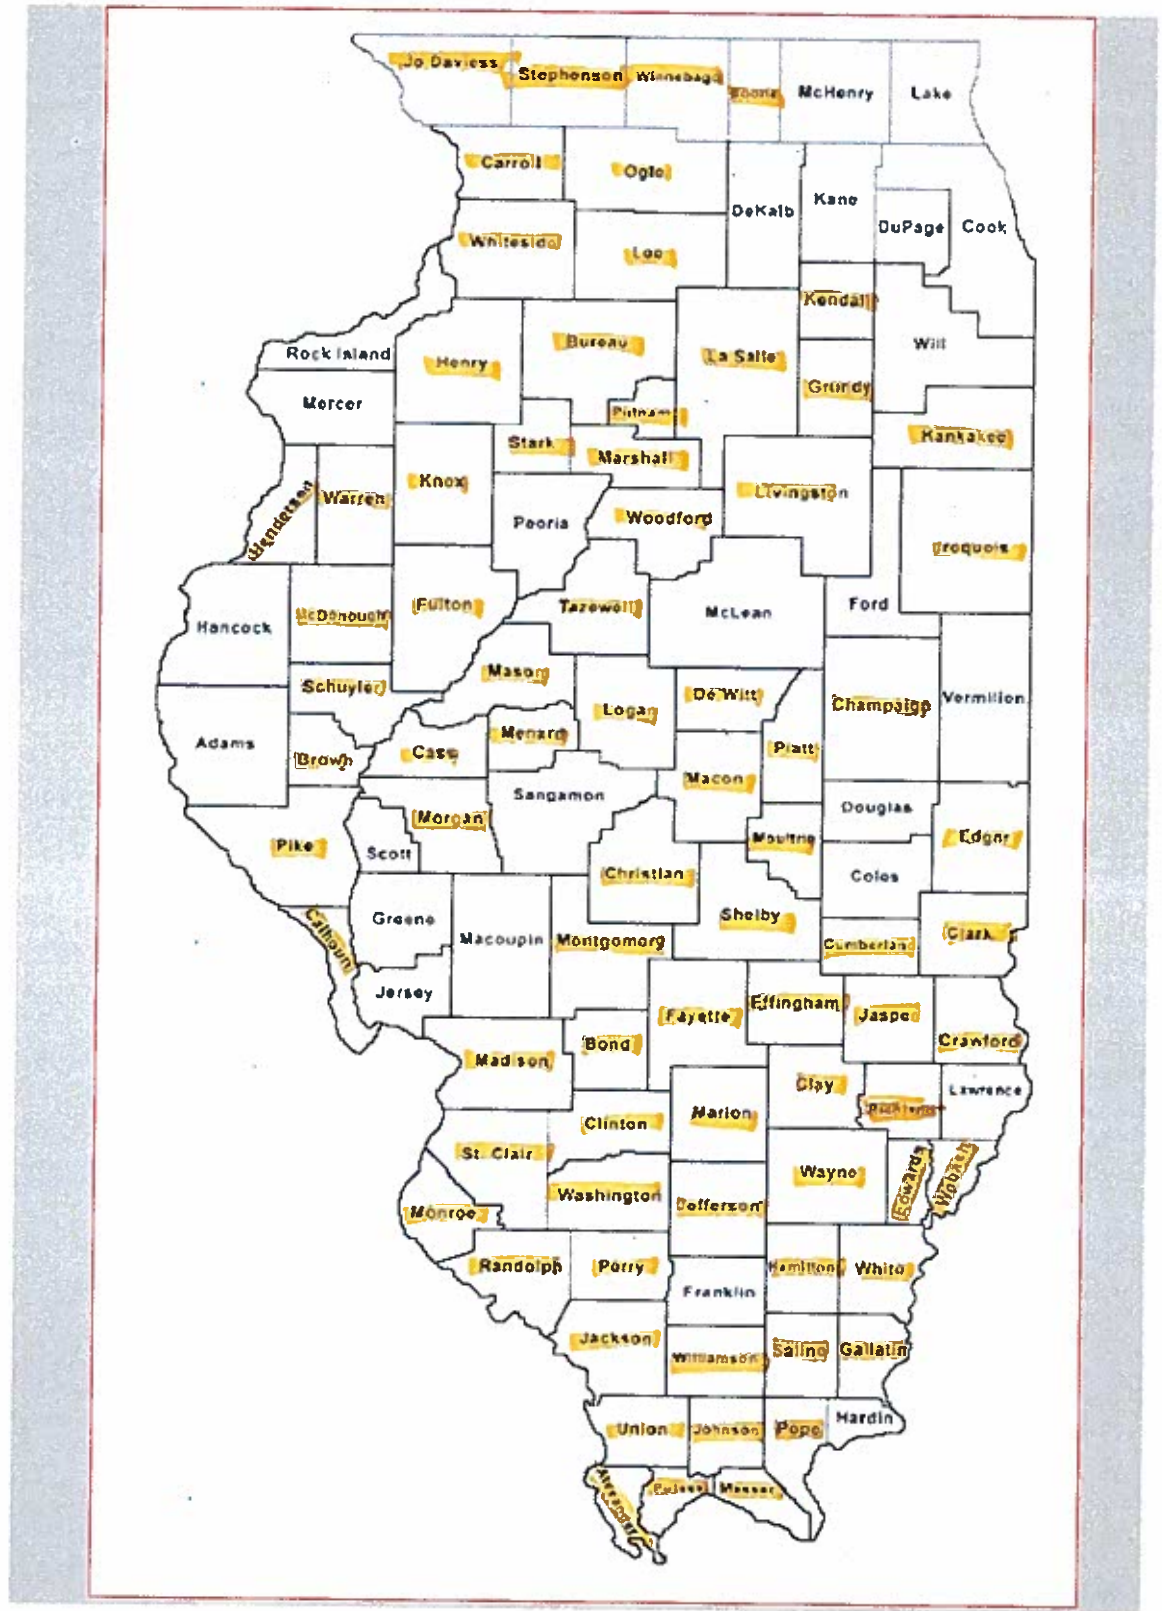 Jo Daviess
Stephenson
Winnebago
Boone
McHenry
Lake
Carroll
Ogle
DeKalb
Kane
DuPage
Cook
Whiteside
Lee
Kendall
Will
Rock Island
Henry
Bureau
La Salle
Grundy
Mercer
Putnam
Kankakee
Stark
Marshall
Henderson
Warren
Knox
Peoria
Woodford
Livingston
Iroquois
Hancock
McDonough
Fulton
Tazewell
McLean
Ford
Schuyler
Mason
Logan
De Witt
Champaign
Vermilion
Adams
Brown
Cass
Menard
Macon
Piatt
Sangamon
Douglas
Pike
Scott
Morgan
Christian
Moultrie
Coles
Edgar
Calhoun
Greene
Macoupin
Montgomery
Shelby
Cumberland
Clark
Jersey
Fayette
Effingham
Jasper
Crawford
Madison
Bond
Clay
Richland
Lawrence
St. Clair
Clinton
Marion
Wayne
Edwards
Wabash
Monroe
Washington
Jefferson
Randolph
Perry
Franklin
Hamilton
White
Jackson
Williamson
Saline
Gallatin
Union
Johnson
Pope
Hardin
Alexander
Pulaski
Massac